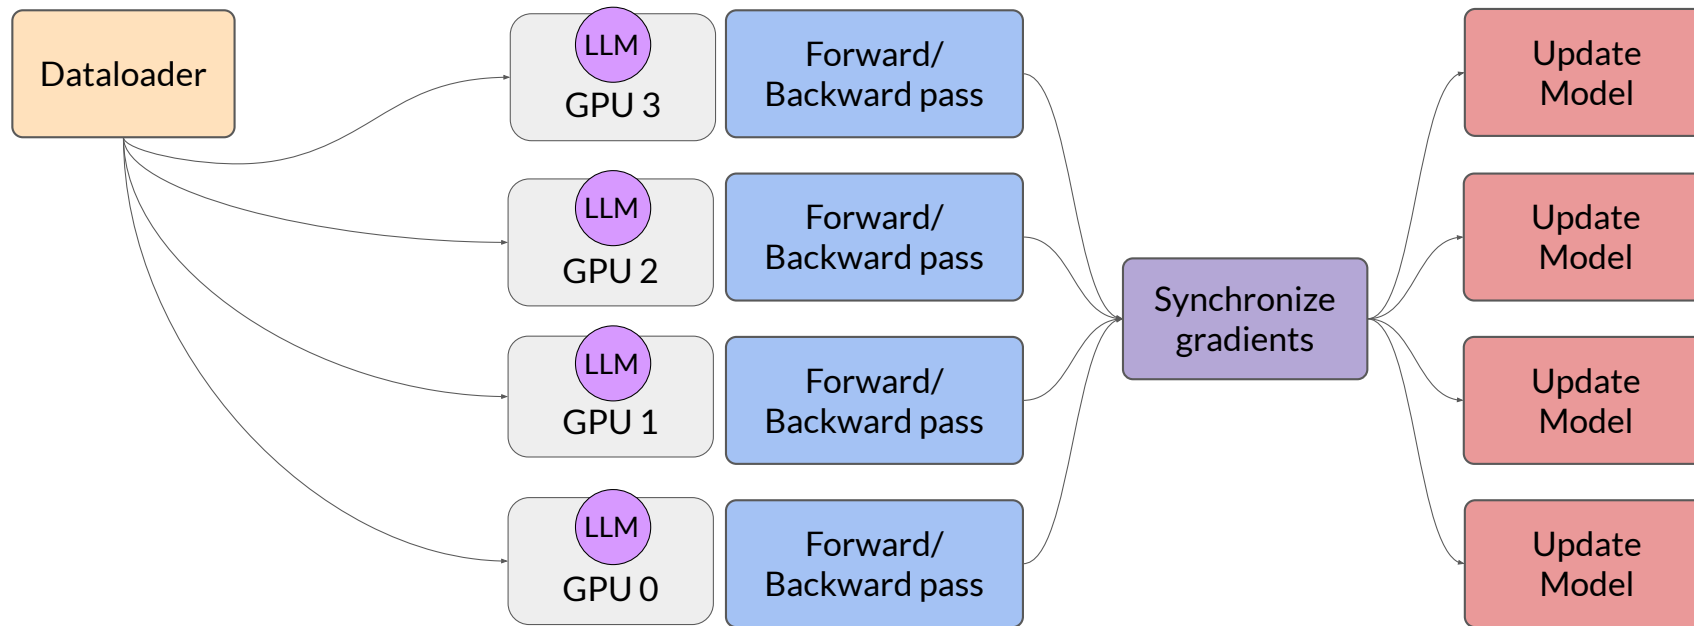 Dataloader
LLM
GPU 3
Forward/
Backward pass
Update
Model
LLM
GPU 2
Forward/
Backward pass
Update
Model
Synchronize
gradients
LLM
GPU 1
Forward/
Backward pass
Update
Model
LLM
GPU 0
Forward/
Backward pass
Update
Model